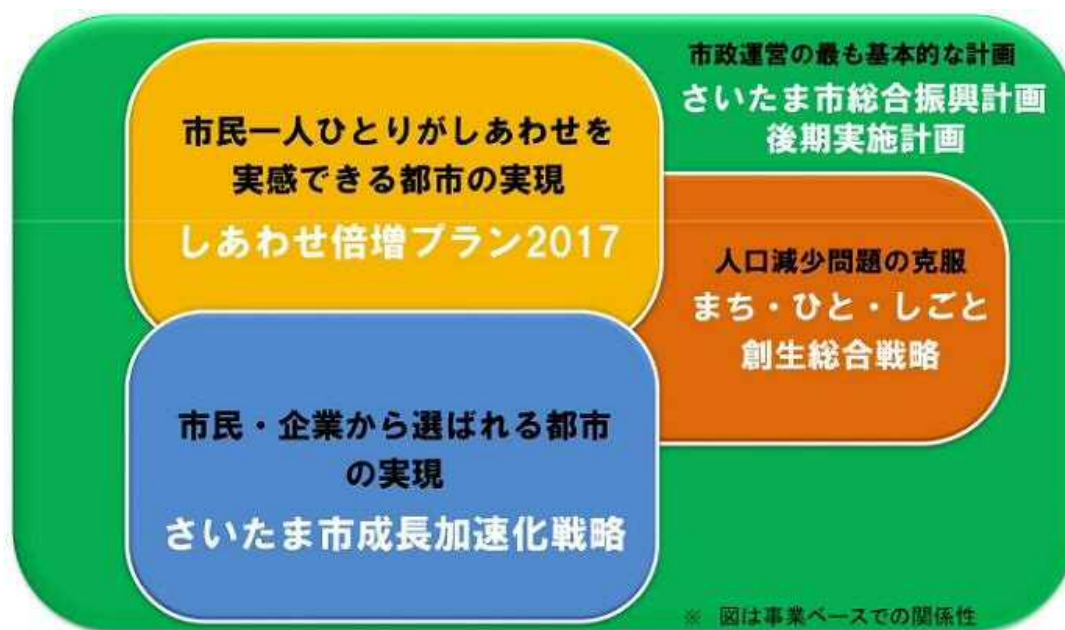 市政運営の最も基本的な計画
さいたま市総合振興計画
後期実施計画
市民一人ひとりがしあわせを
実感できる都市の実現
しあわせ倍増プラン2017
人口減少問題の克服
まち・ひと・しごと
創生総合戦略
市民・企業から選ばれる都市
の実現
さいたま市成長加速化戦略
※ 図は事業ベースでの関係性